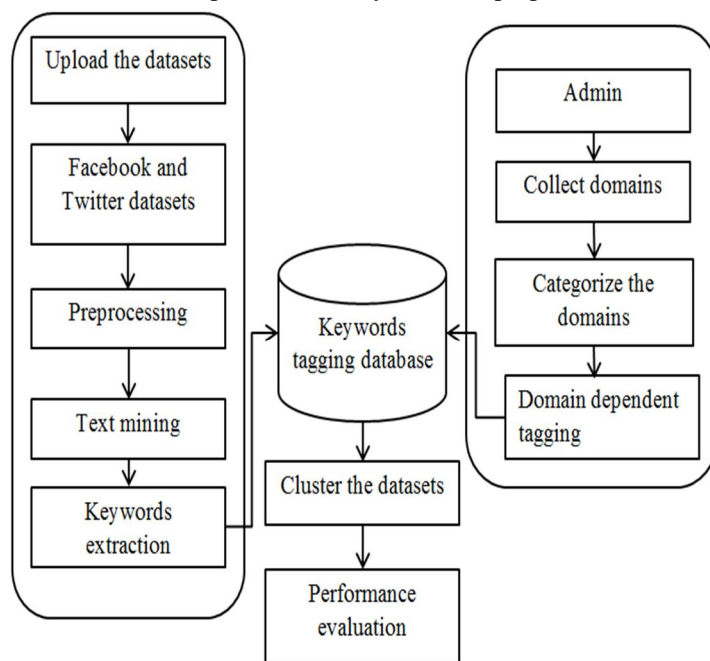 Upload the datasets
Facebook and
Twitter datasets
Preprocessing
Text mining
Keywords
extraction
Keywords
tagging database
Cluster the datasets
Performance
evaluation
Admin
Collect domains
Categorize the
domains
Domain dependent
tagging